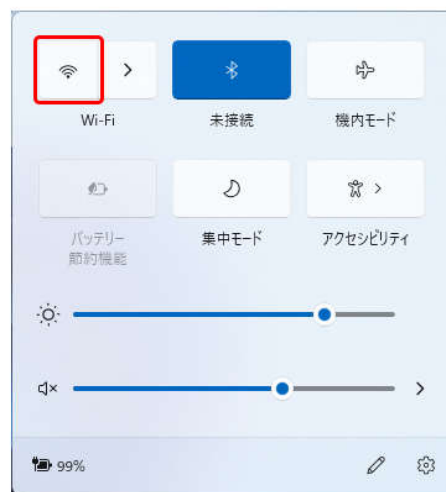 Wi-Fi
未接続
機内モード
バッテリー
節約機能
集中モード
アクセシビリティ
99%